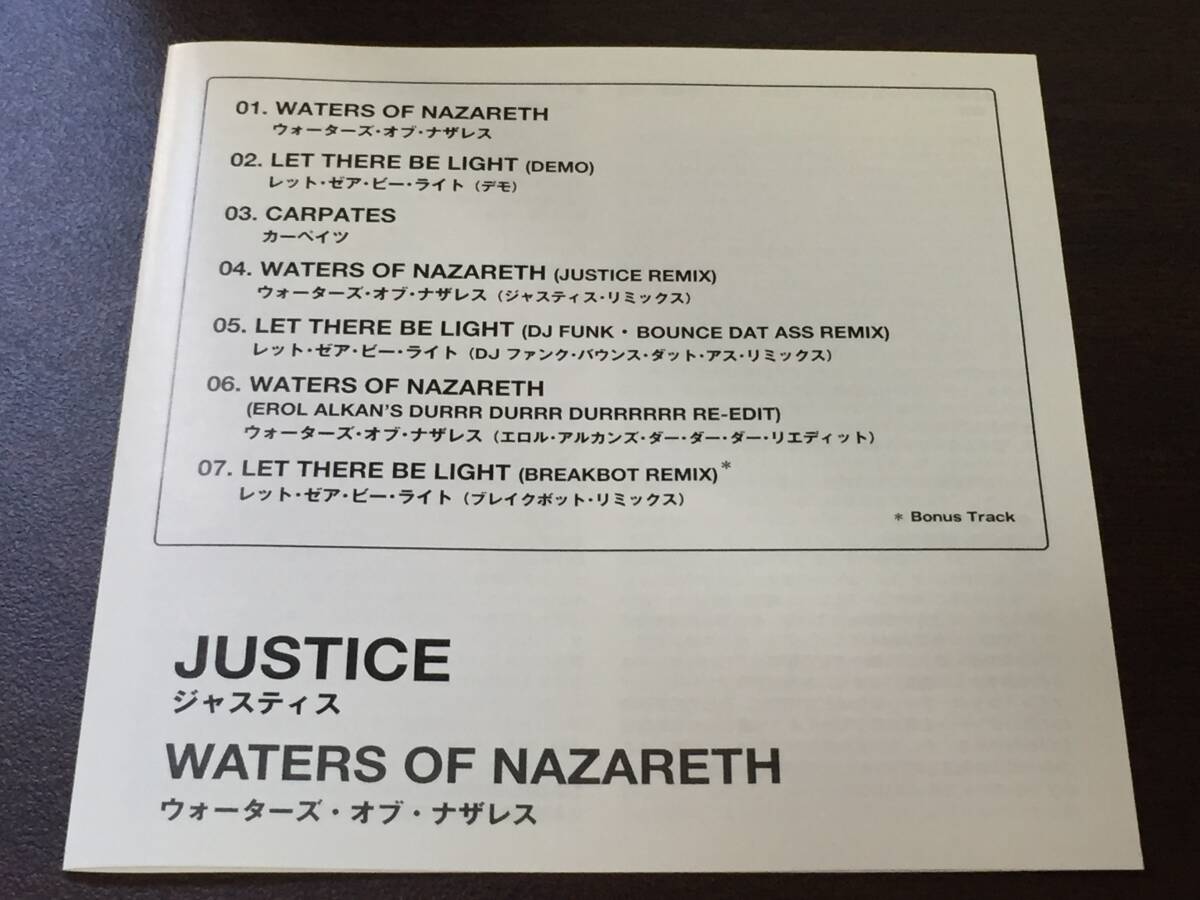 01. WATERS OF NAZARETH
ウォーターズ・オブ・ナザレス
02. LET THERE BE LIGHT (DEMO)
レット・ゼア・ビー・ライト（デモ）
03. CARPATES
カーペイツ
04. WATERS OF NAZARETH (JUSTICE REMIX)
ウォーターズ・オブ・ナザレス（ジャスティス・リミックス）
05. LET THERE BE LIGHT (DJ FUNK・BOUNCE DAT ASS REMIX)
レット・ゼア・ビー・ライト（DJ ファンク・バウンス・ダット・アス・リミックス）
06. WATERS OF NAZARETH
(EROL ALKAN'S DURRR DURRR DURRRRRR RE-EDIT)
ウォーターズ・オブ・ナザレス（エロル・アルカンズ・ダー・ダー・ダー・リエディット）
07. LET THERE BE LIGHT (BREAKBOT REMIX)*
レット・ゼア・ビー・ライト（ブレイクボット・リミックス）
* Bonus Track
JUSTICE
ジャスティス
WATERS OF NAZARETH
ウォーターズ・オブ・ナザレス